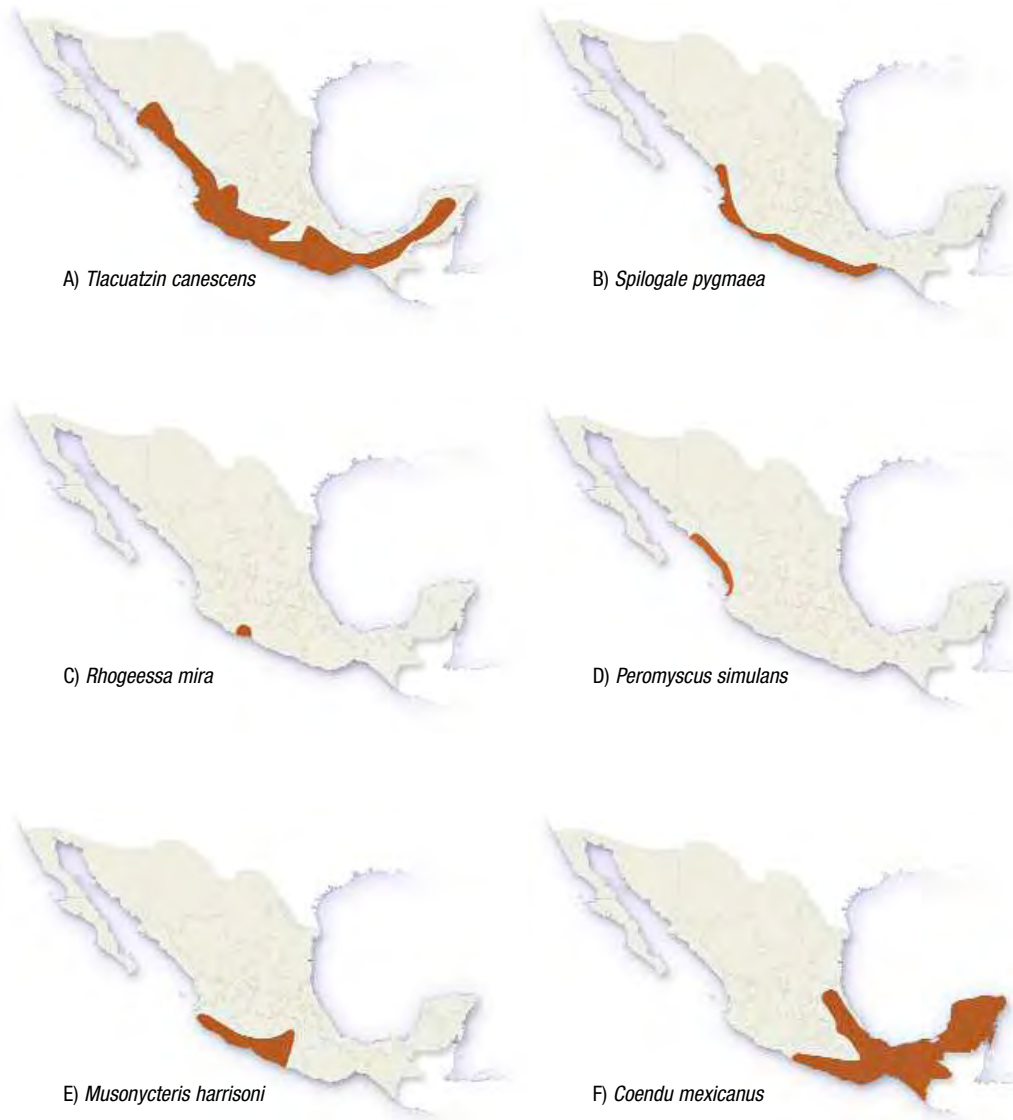 A) Tlacuatzin canescens
B) Spilogale pygmaea
C) Rhogeessa mira
D) Peromyscus simulans
E) Musonycteris harrisoni
F) Coendu mexicanus